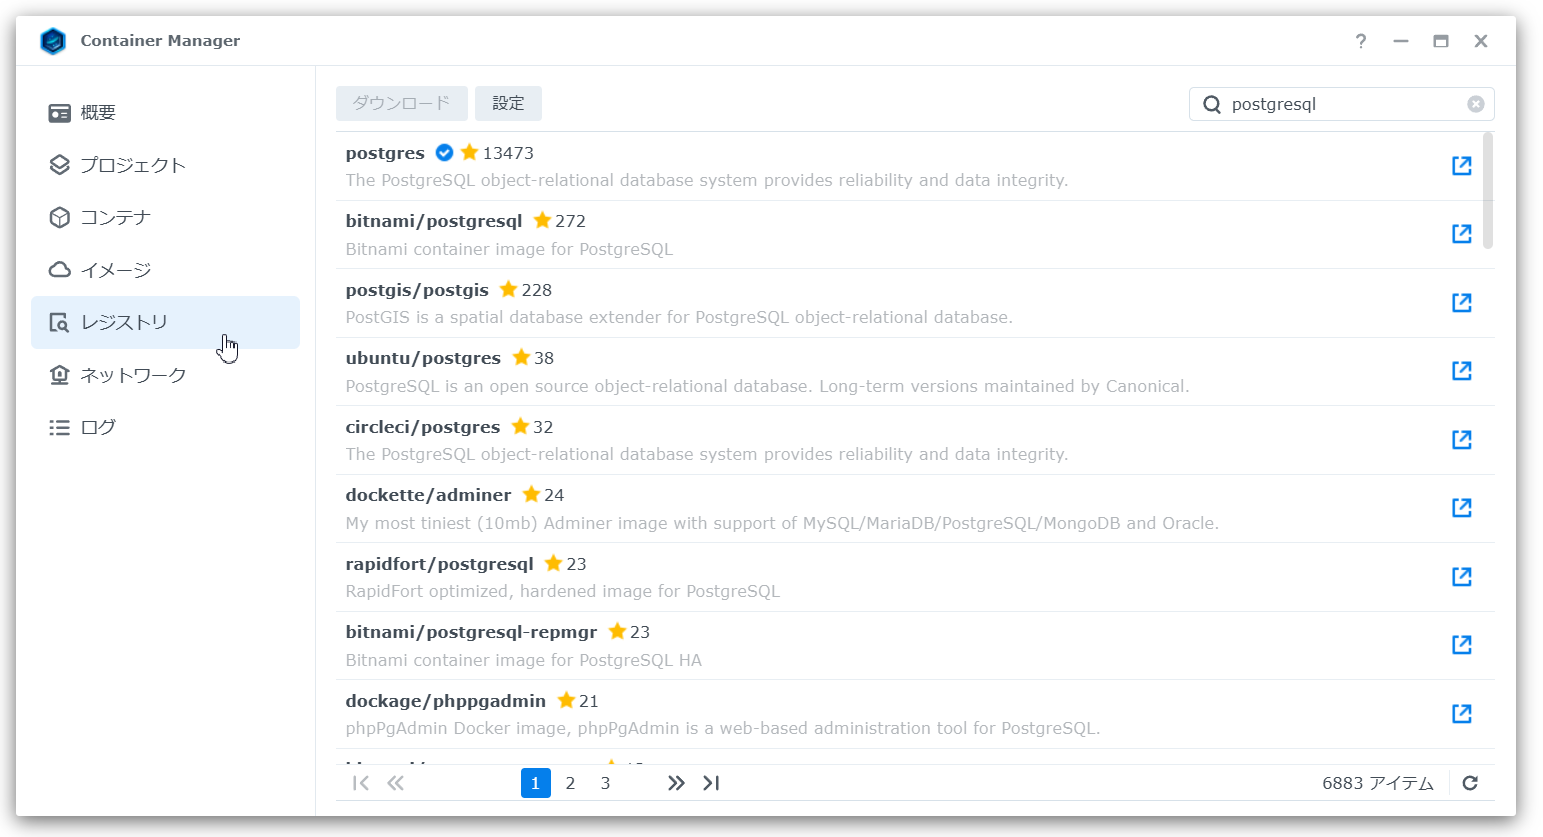 Container Manager
概要
プロジェクト
コンテナ
イメージ
レジストリ
ネットワーク
ログ
ダウンロード
設定
postgresql
postgres 13473
The PostgreSQL object-relational database system provides reliability and data integrity.
bitnami/postgresql 272
Bitnami container image for PostgreSQL
postgis/postgis 228
PostGIS is a spatial database extender for PostgreSQL object-relational database.
ubuntu/postgres 38
PostgreSQL is an open source object-relational database. Long-term versions maintained by Canonical.
circleci/postgres 32
The PostgreSQL object-relational database system provides reliability and data integrity.
dockette/adminer 24
My most tiniest (10mb) Adminer image with support of MySQL/MariaDB/PostgreSQL/MongoDB and Oracle.
rapidfort/postgresql 23
RapidFort optimized, hardened image for PostgreSQL
bitnami/postgresql-repmgr 23
Bitnami container image for PostgreSQL HA
dockage/phppgadmin 21
phpPgAdmin Docker image, phpPgAdmin is a web-based administration tool for PostgreSQL.
1 2 3
6883 アイテム